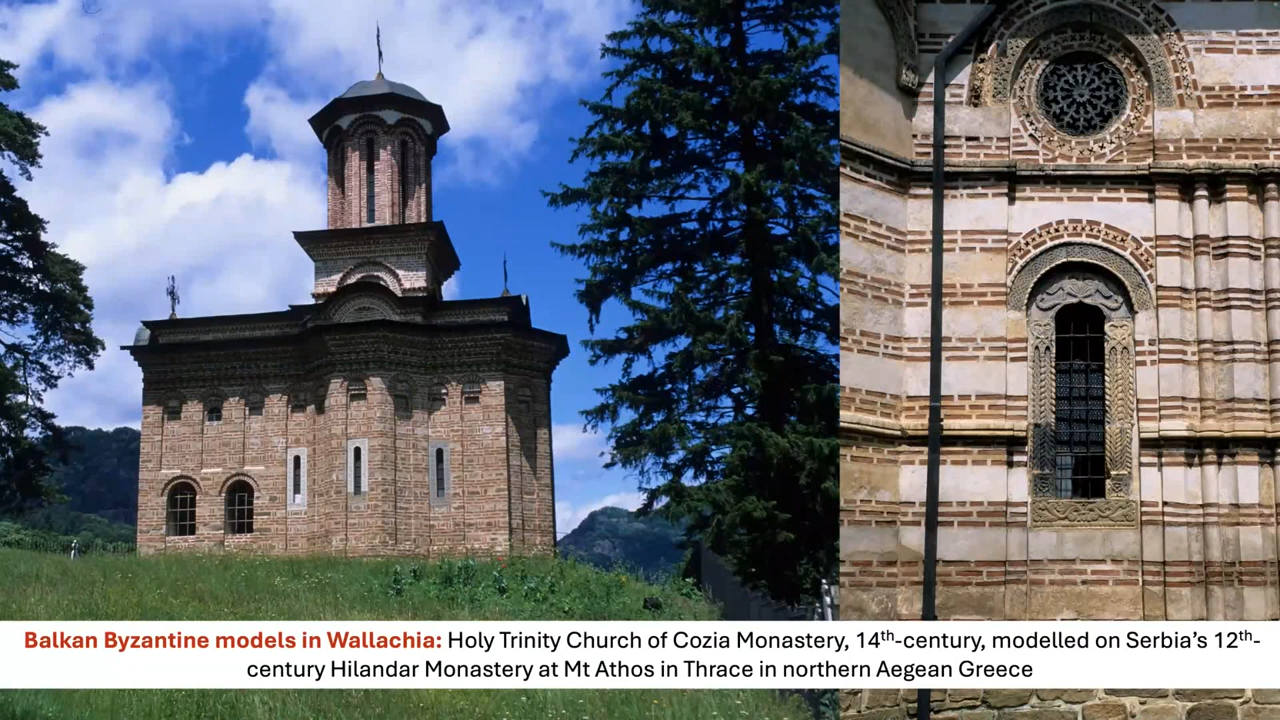 Balkan Byzantine models in Wallachia: Holy Trinity Church of Cozia Monastery, 14th-century, modelled on Serbia’s 12th-
century Hilandar Monastery at Mt Athos in Thrace in northern Aegean Greece